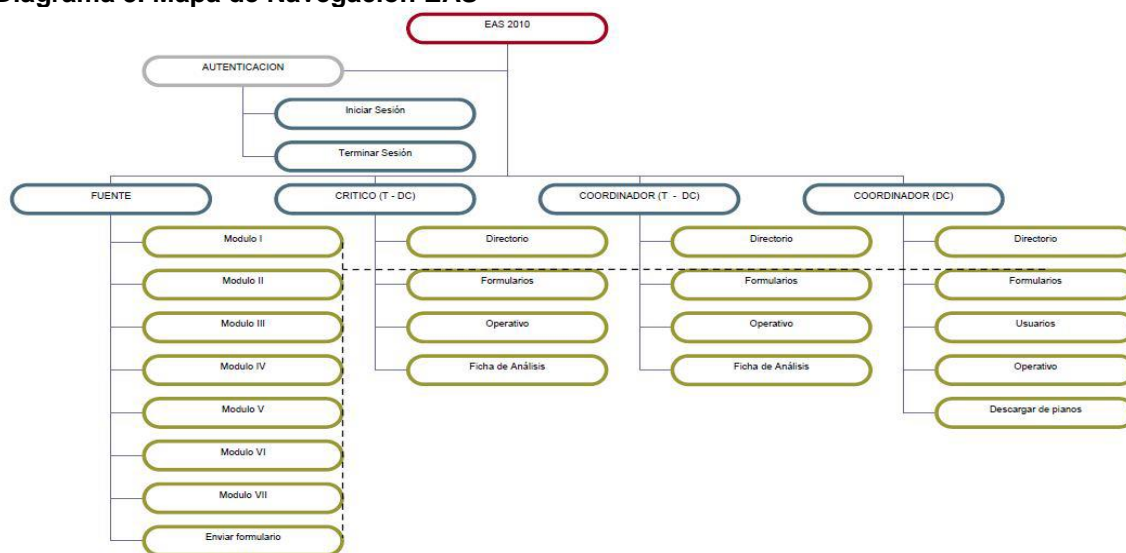 Diagrama 3. Mapa de Navegación EAS
EAS 2010
AUTENTICACION
Iniciar Sesión
Terminar Sesión
FUENTE
Modulo I
Modulo II
Modulo III
Modulo IV
Modulo V
Modulo VI
Modulo VII
Enviar formulario
CRITICO (T - DC)
Directorio
Formularios
Operativo
Ficha de Análisis
COORDINADOR (T - DC)
Directorio
Formularios
Operativo
Ficha de Análisis
COORDINADOR (DC)
Directorio
Formularios
Usuarios
Operativo
Descargar de pianos